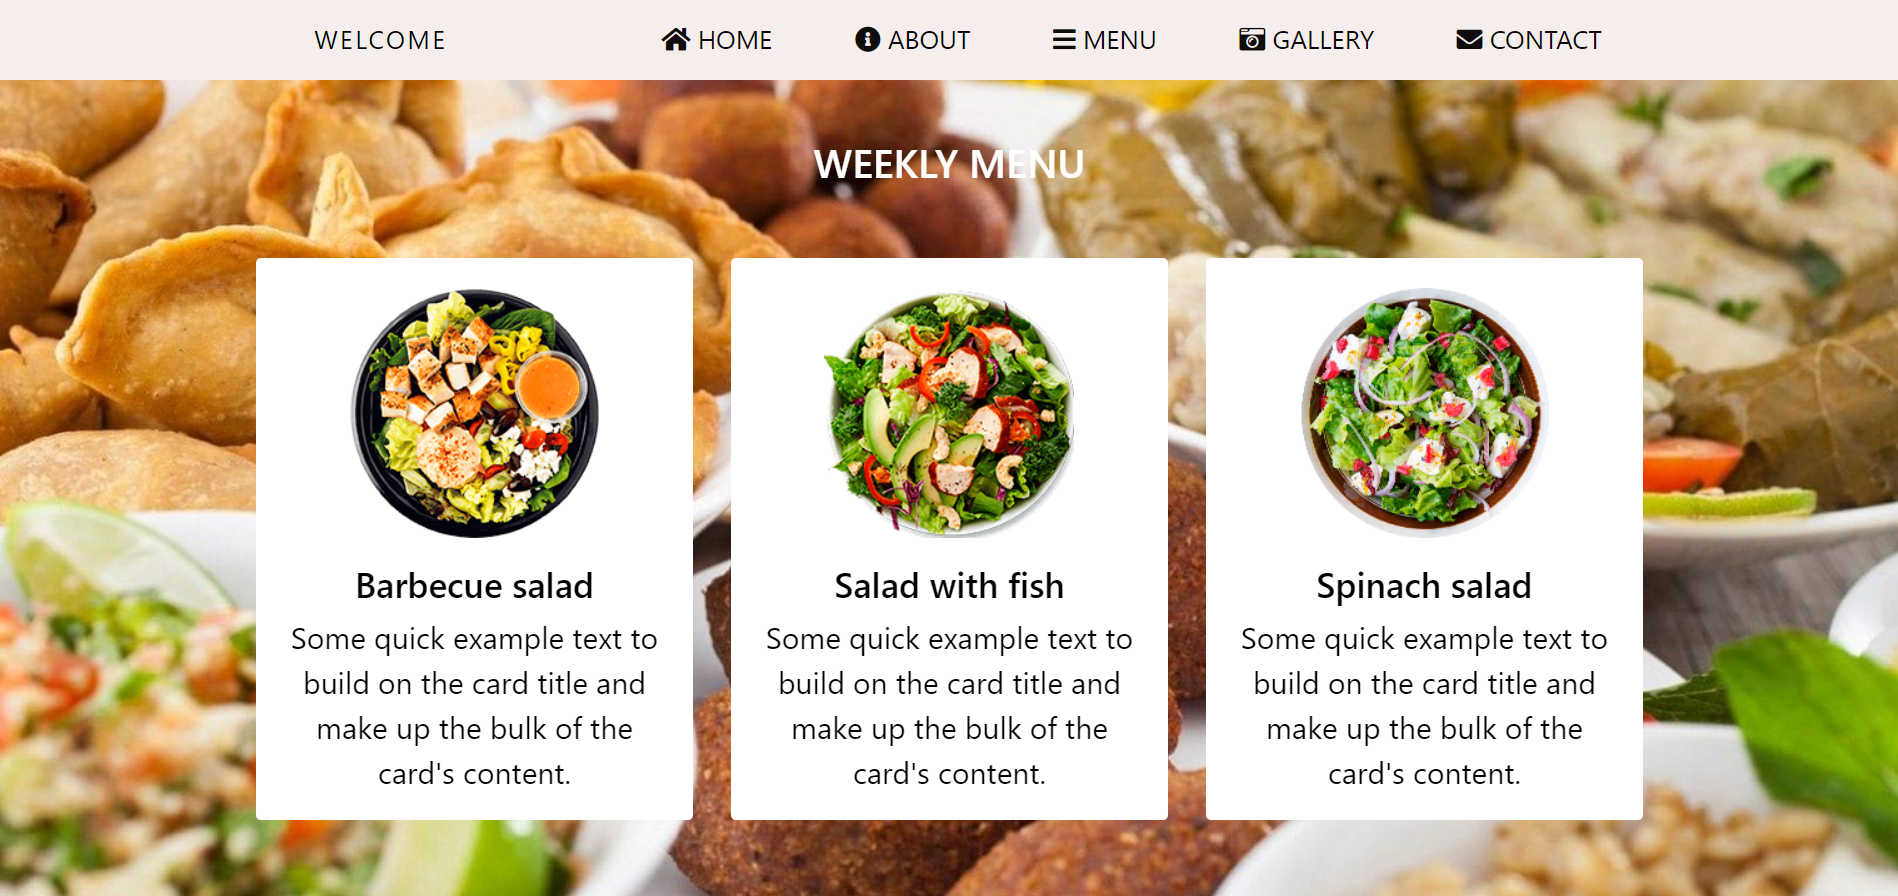 WELCOME HOME ABOUT MENU GALLERY CONTACT
WEEKLY MENU
Barbecue salad
Some quick example text to
build on the card title and
make up the bulk of the
card's content.
Salad with fish
Some quick example text to
build on the card title and
make up the bulk of the
card's content.
Spinach salad
Some quick example text to
build on the card title and
make up the bulk of the
card's content.